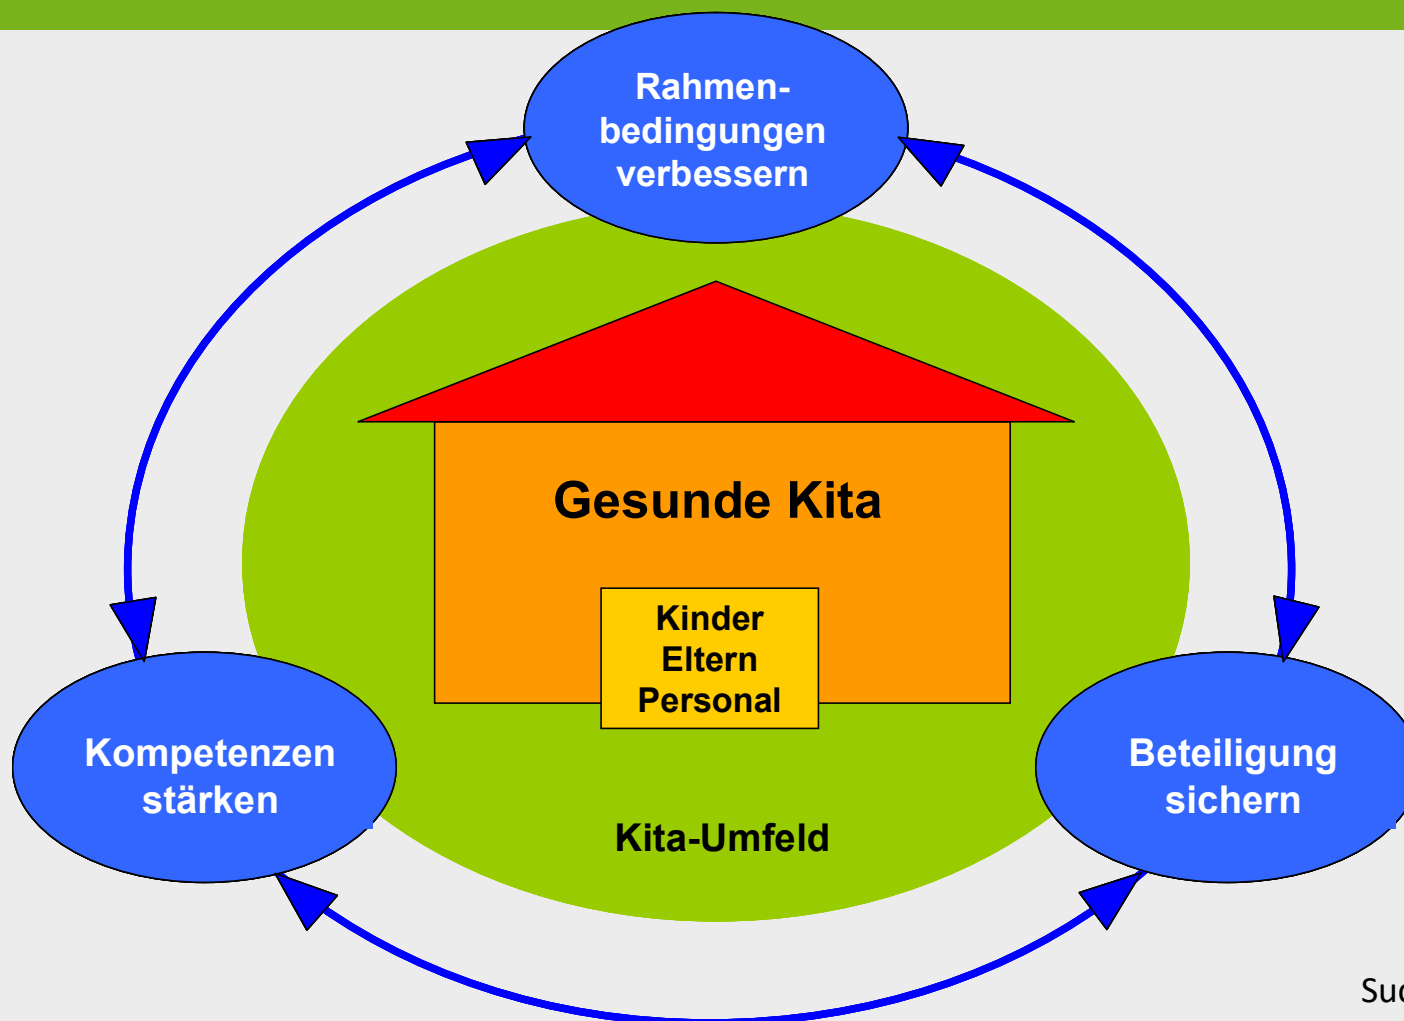 Rahmen-
bedingungen
verbessern
Gesunde Kita
Kinder
Eltern
Personal
Kompetenzen
stärken
Beteiligung
sichern
Kita-Umfeld